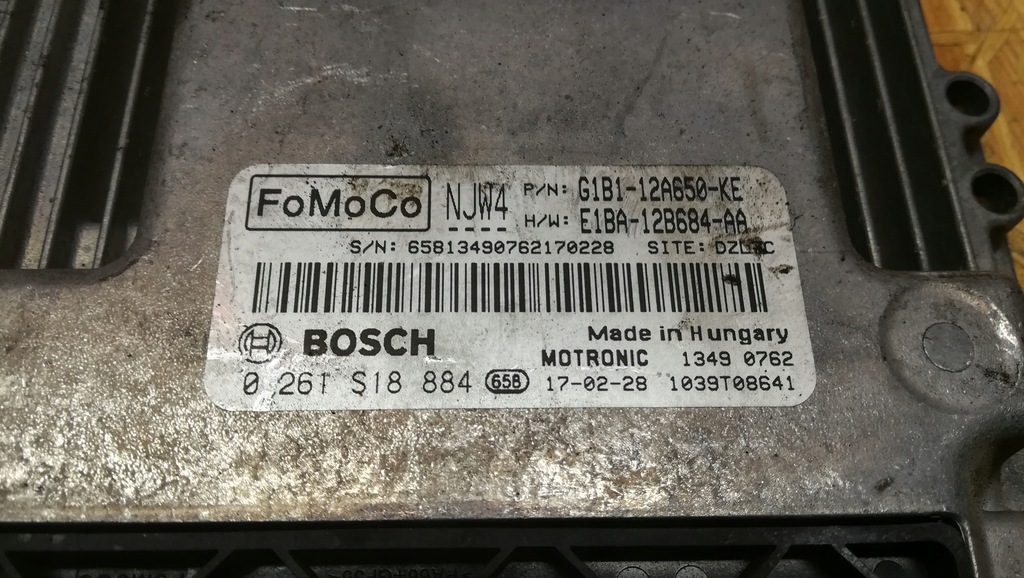 FoMoCo NJW4 P/N: G1B1-12A650-KE
H/W: E1BA-12B684-AA
S/N: 65813490762170228 SITE:
BOSCH Made in Hungary
MOTRONIC 1349 0762
0 261 S18 884 658 17-02-28 1039T08641